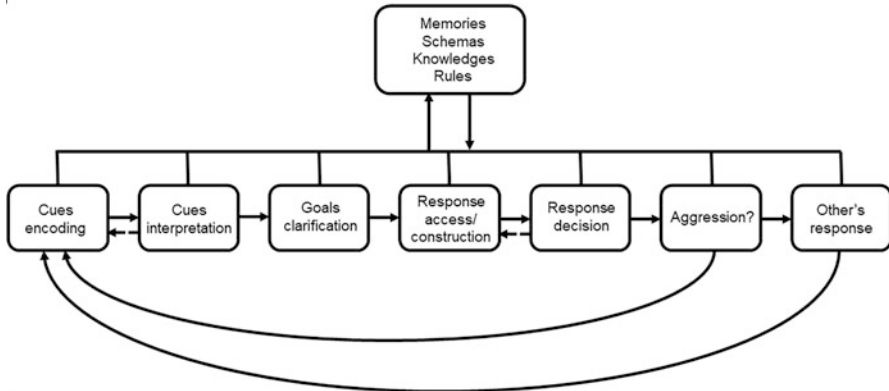 Memories
Schemas
Knowledges
Rules
Cues
encoding
Cues
interpretation
Goals
clarification
Response
access/
construction
Response
decision
Aggression?
Other's
response